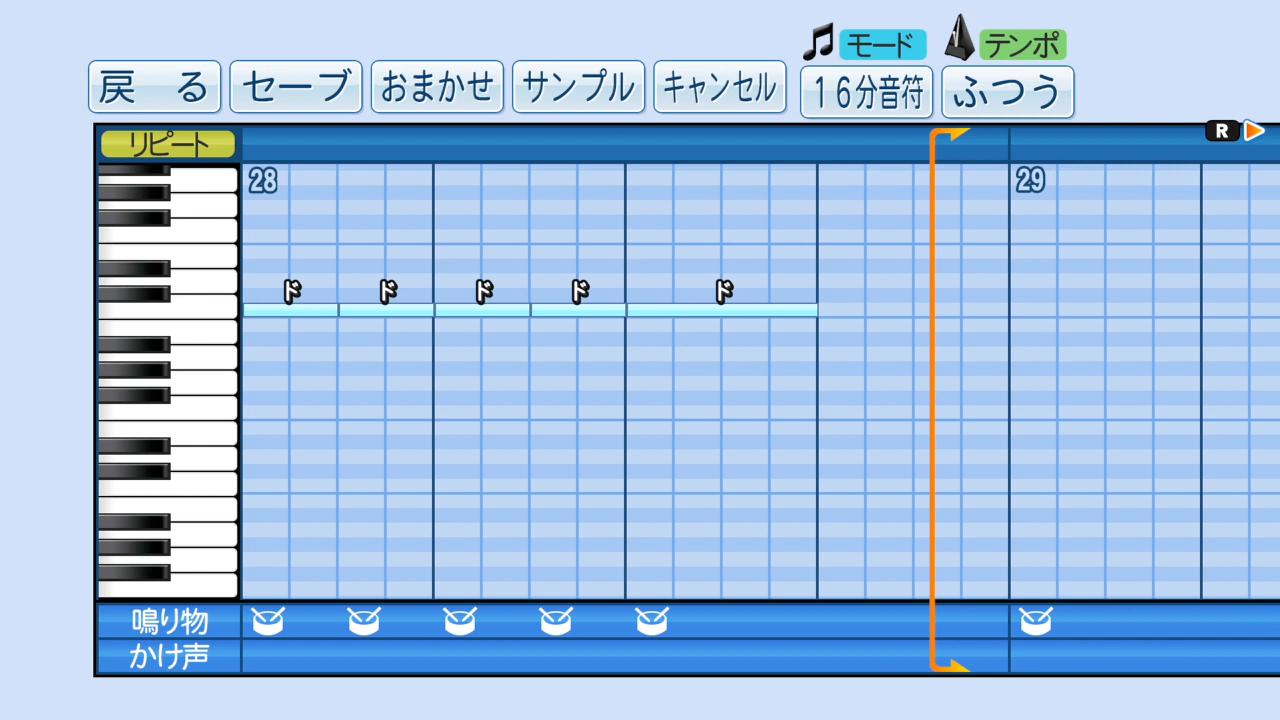 モード テンポ
戻　る セーブ おまかせ サンプル キャンセル １６分音符 ふつう
リピート R
28 29
ド ド ド ド ド
鳴り物
かけ声